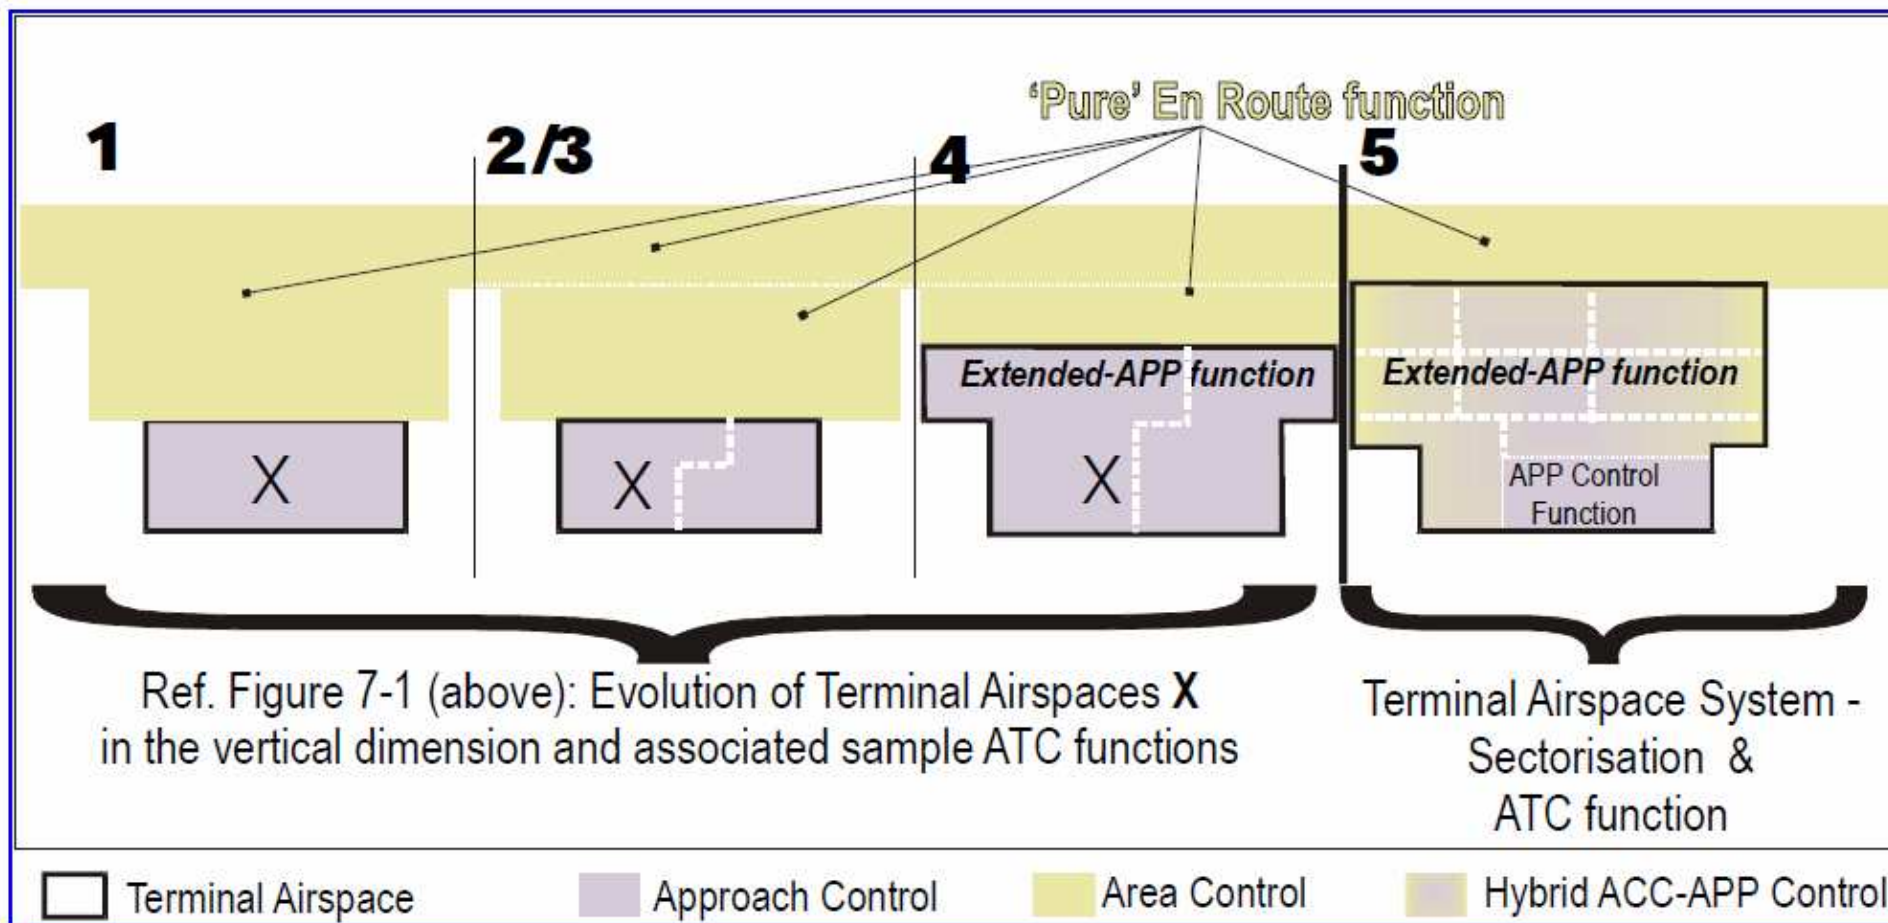 'Pure' En Route function
1
2/3
4
5
Extended-APP function
Extended-APP function
X
X
X
APP Control
Function
Ref. Figure 7-1 (above): Evolution of Terminal Airspaces X
in the vertical dimension and associated sample ATC functions
Terminal Airspace System -
Sectorisation &
ATC function
Terminal Airspace
Approach Control
Area Control
Hybrid ACC-APP Control